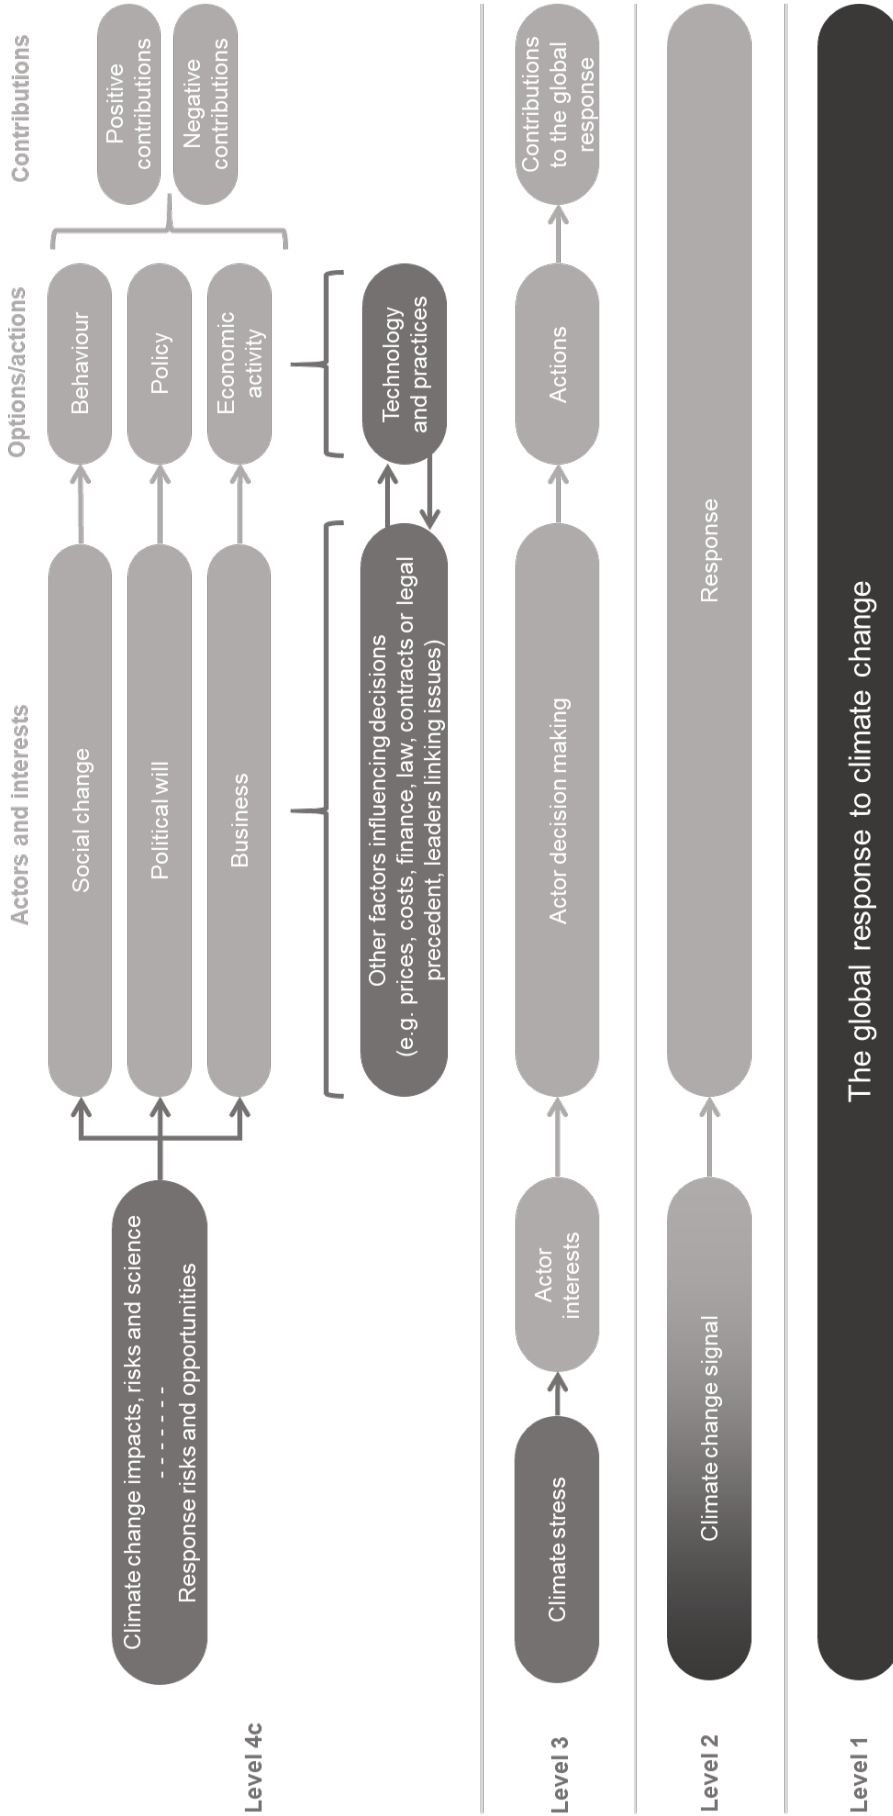 Actors and interests
Options/actions
Contributions
Level 4c
Climate change impacts, risks and science
- - - - - - -
Response risks and opportunities
Social change
Political will
Business
Behaviour
Policy
Economic
activity
Positive
contributions
Negative
contributions
Other factors influencing decisions
(e.g. prices, costs, finance, law, contracts or legal
precedent, leaders linking issues)
Technology
and practices
Level 3
Climate stress
Actor
interests
Actor decision making
Actions
Contributions
to the global
response
Level 2
Climate change signal
Response
Level 1
The global response to climate change